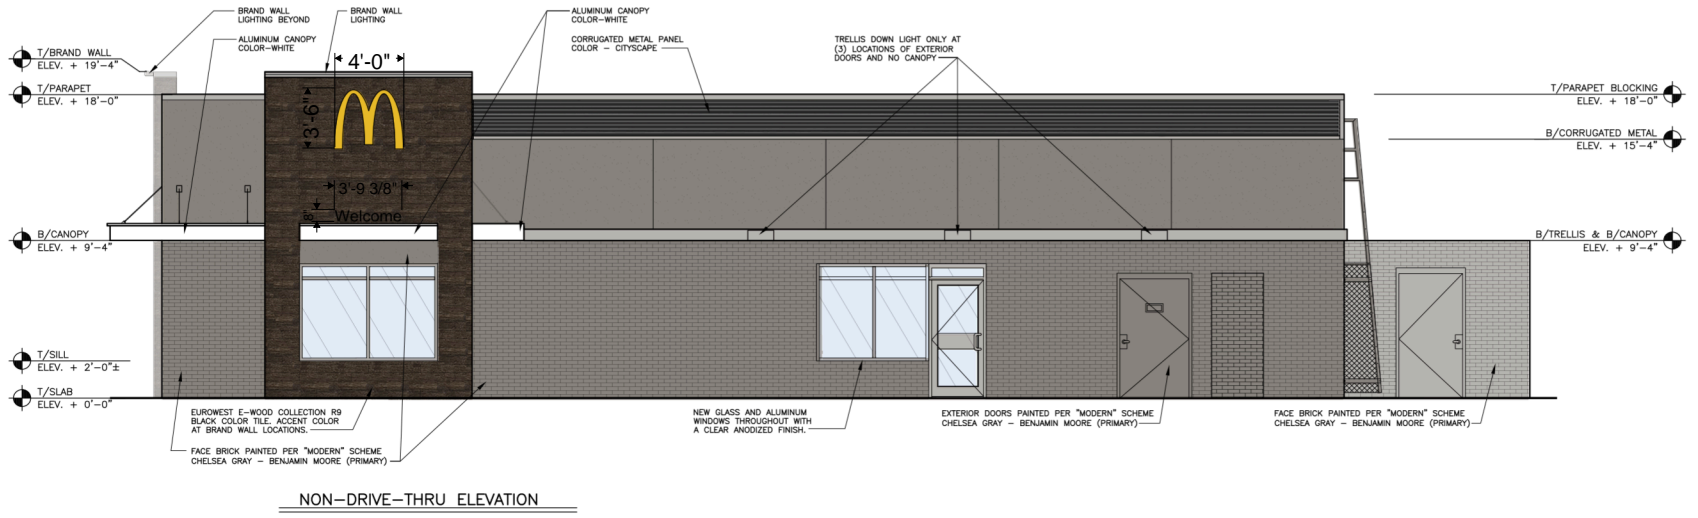 BRAND WALL
LIGHTING BEYOND
BRAND WALL
LIGHTING
ALUMINUM CANOPY
COLOR-WHITE
ALUMINUM CANOPY
COLOR-WHITE
CORRUGATED METAL PANEL
COLOR - CITYSCAPE
TRELLIS DOWN LIGHT ONLY AT
(3) LOCATIONS OF EXTERIOR
DOORS AND NO CANOPY
T/BRAND WALL
ELEV. + 19'-4"
T/PARAPET
ELEV. + 18'-0"
4'-0"
3'-6"
T/PARAPET BLOCKING
ELEV. + 18'-0"
B/CORRUGATED METAL
ELEV. + 15'-4"
3'-9 3/8"
8"
Welcome
B/CANOPY
ELEV. + 9'-4"
B/TRELLIS & B/CANOPY
ELEV. + 9'-4"
T/SILL
ELEV. + 2'-0"±
T/SLAB
ELEV. + 0'-0"
EUROWEST E-WOOD COLLECTION R9
BLACK COLOR TILE. ACCENT COLOR
AT BRAND WALL LOCATIONS.
FACE BRICK PAINTED PER "MODERN" SCHEME
CHELSEA GRAY - BENJAMIN MOORE (PRIMARY)
NEW GLASS AND ALUMINUM
WINDOWS THROUGHOUT WITH
A CLEAR ANODIZED FINISH.
EXTERIOR DOORS PAINTED PER "MODERN" SCHEME
CHELSEA GRAY - BENJAMIN MOORE (PRIMARY)
FACE BRICK PAINTED PER "MODERN" SCHEME
CHELSEA GRAY - BENJAMIN MOORE (PRIMARY)
NON-DRIVE-THRU ELEVATION